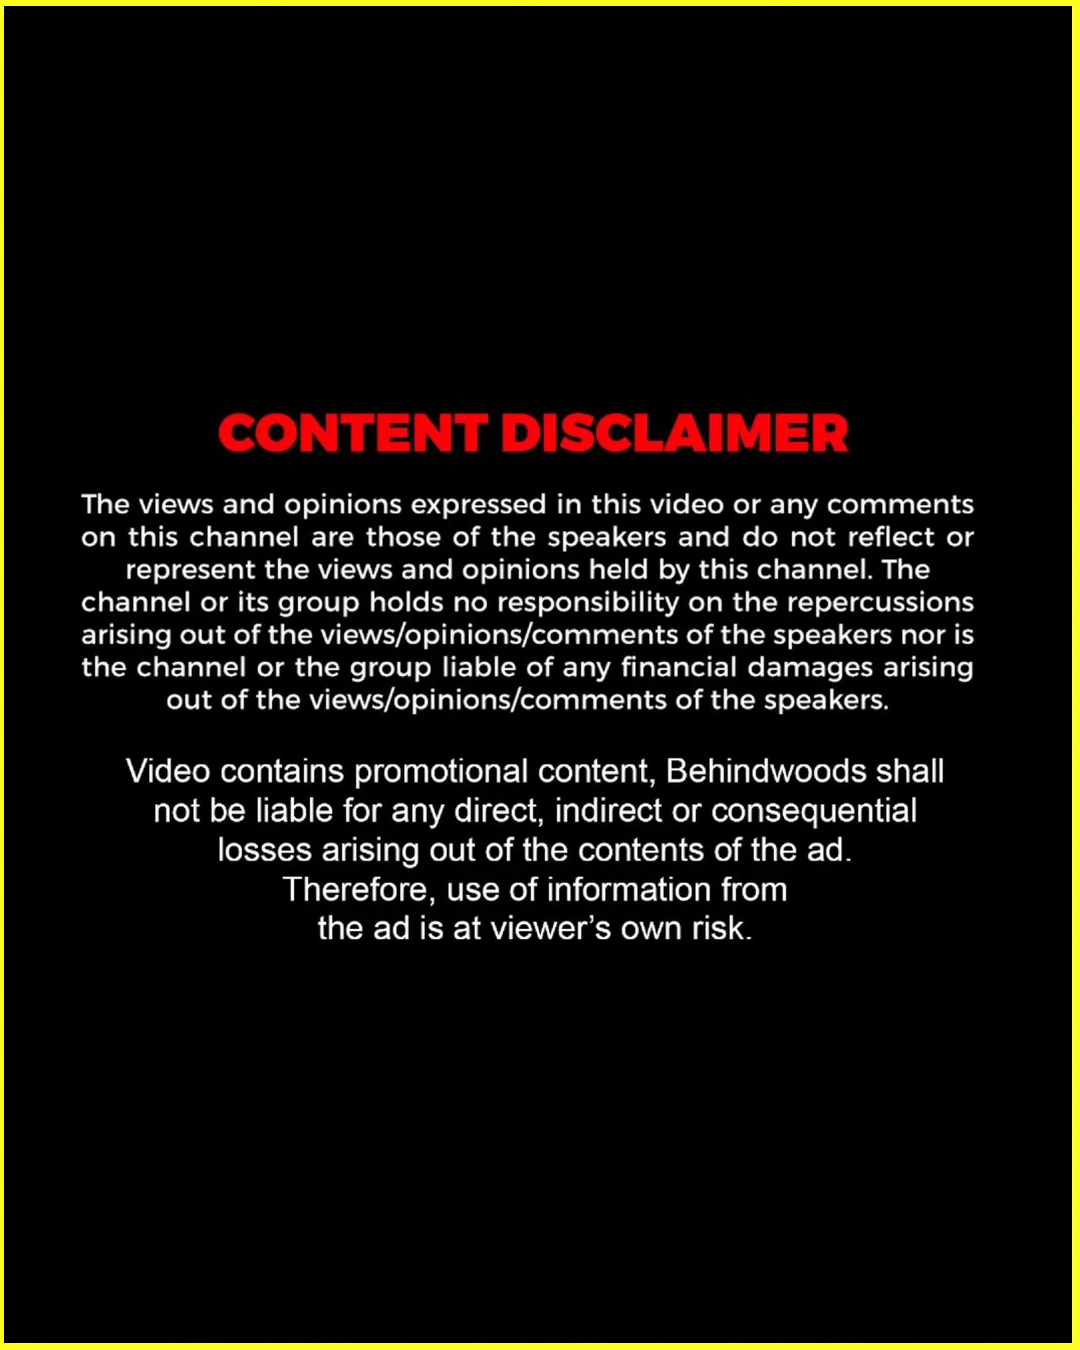 CONTENT DISCLAIMER
The views and opinions expressed in this video or any comments
on this channel are those of the speakers and do not reflect or
represent the views and opinions held by this channel. The
channel or its group holds no responsibility on the repercussions
arising out of the views/opinions/comments of the speakers nor is
the channel or the group liable of any financial damages arising
out of the views/opinions/comments of the speakers.
Video contains promotional content, Behindwoods shall
not be liable for any direct, indirect or consequential
losses arising out of the contents of the ad.
Therefore, use of information from
the ad is at viewer’s own risk.